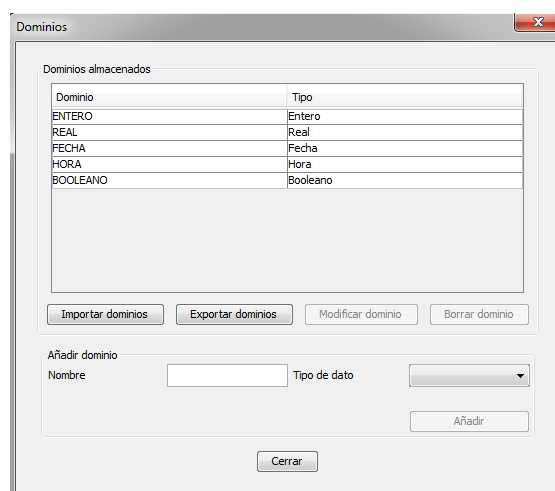 Dominios
Dominios almacenados
Dominio Tipo
ENTERO Entero
REAL Real
FECHA Fecha
HORA Hora
BOOLEANO Booleano
Importar dominios Exportar dominios Modificar dominio Borrar dominio
Añadir dominio
Nombre Tipo de dato
Añadir
Cerrar